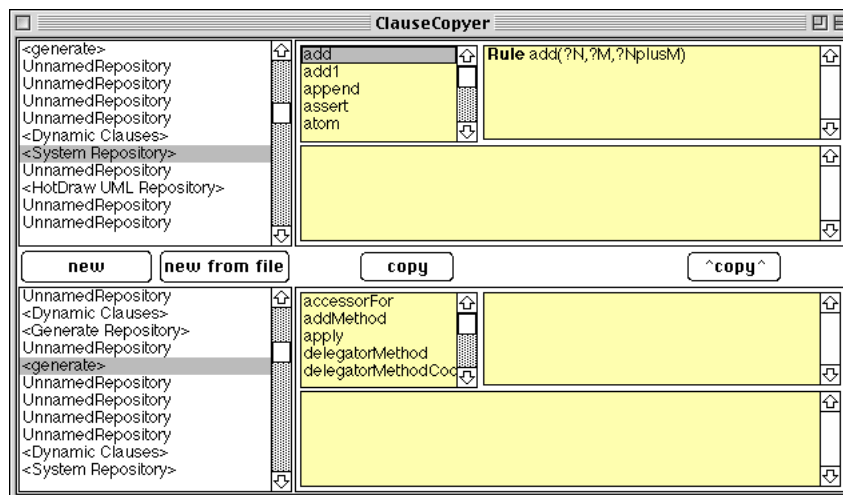 ClauseCopyer
<generate>
UnnamedRepository
UnnamedRepository
UnnamedRepository
UnnamedRepository
<Dynamic Clauses>
<System Repository>
UnnamedRepository
<HotDraw UML Repository>
UnnamedRepository
UnnamedRepository
add
add1
append
assert
atom
Rule add(?N,?M,?NplusM)
new
new from file
copy
^copy^
UnnamedRepository
<Dynamic Clauses>
<Generate Repository>
UnnamedRepository
<generate>
UnnamedRepository
UnnamedRepository
UnnamedRepository
UnnamedRepository
<Dynamic Clauses>
<System Repository>
accessorFor
addMethod
apply
delegatorMethod
delegatorMethodCod